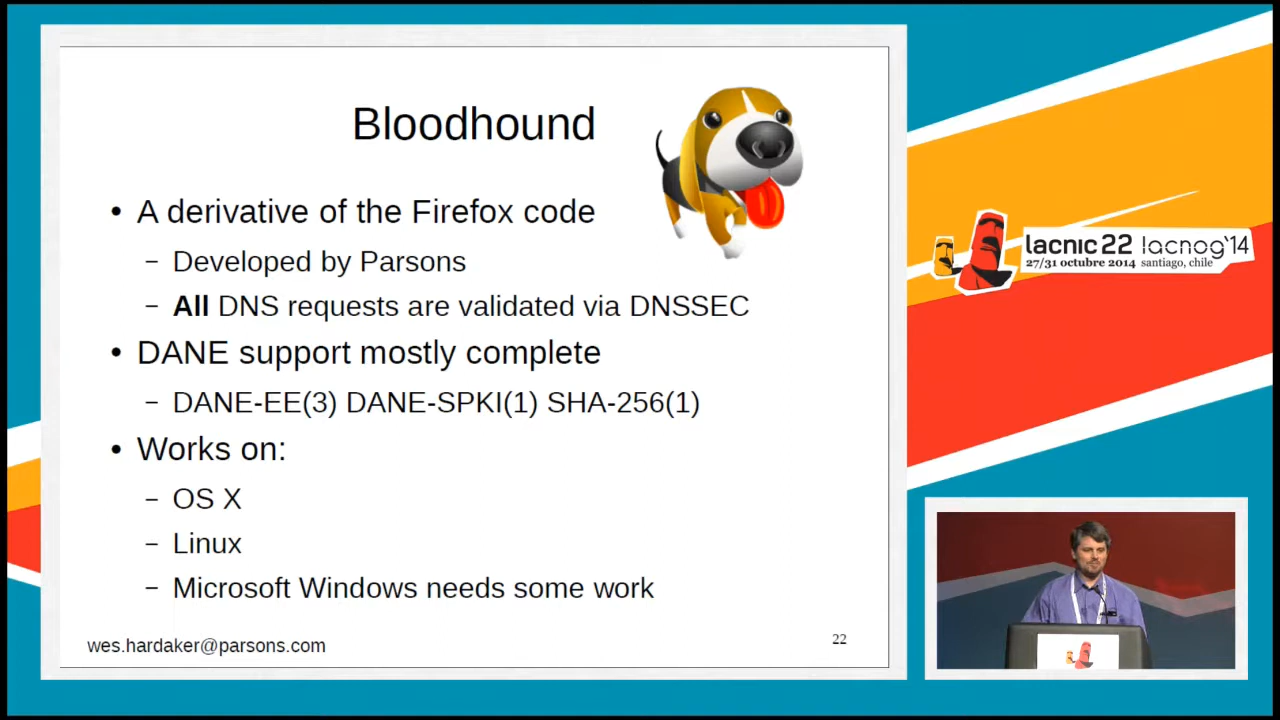 Bloodhound
• A derivative of the Firefox code
– Developed by Parsons
– All DNS requests are validated via DNSSEC
• DANE support mostly complete
– DANE-EE(3) DANE-SPKI(1) SHA-256(1)
• Works on:
– OS X
– Linux
– Microsoft Windows needs some work
wes.hardaker@parsons.com
22
lacnic 22 lacnog'14
27/31 octubre 2014 santiago, chile